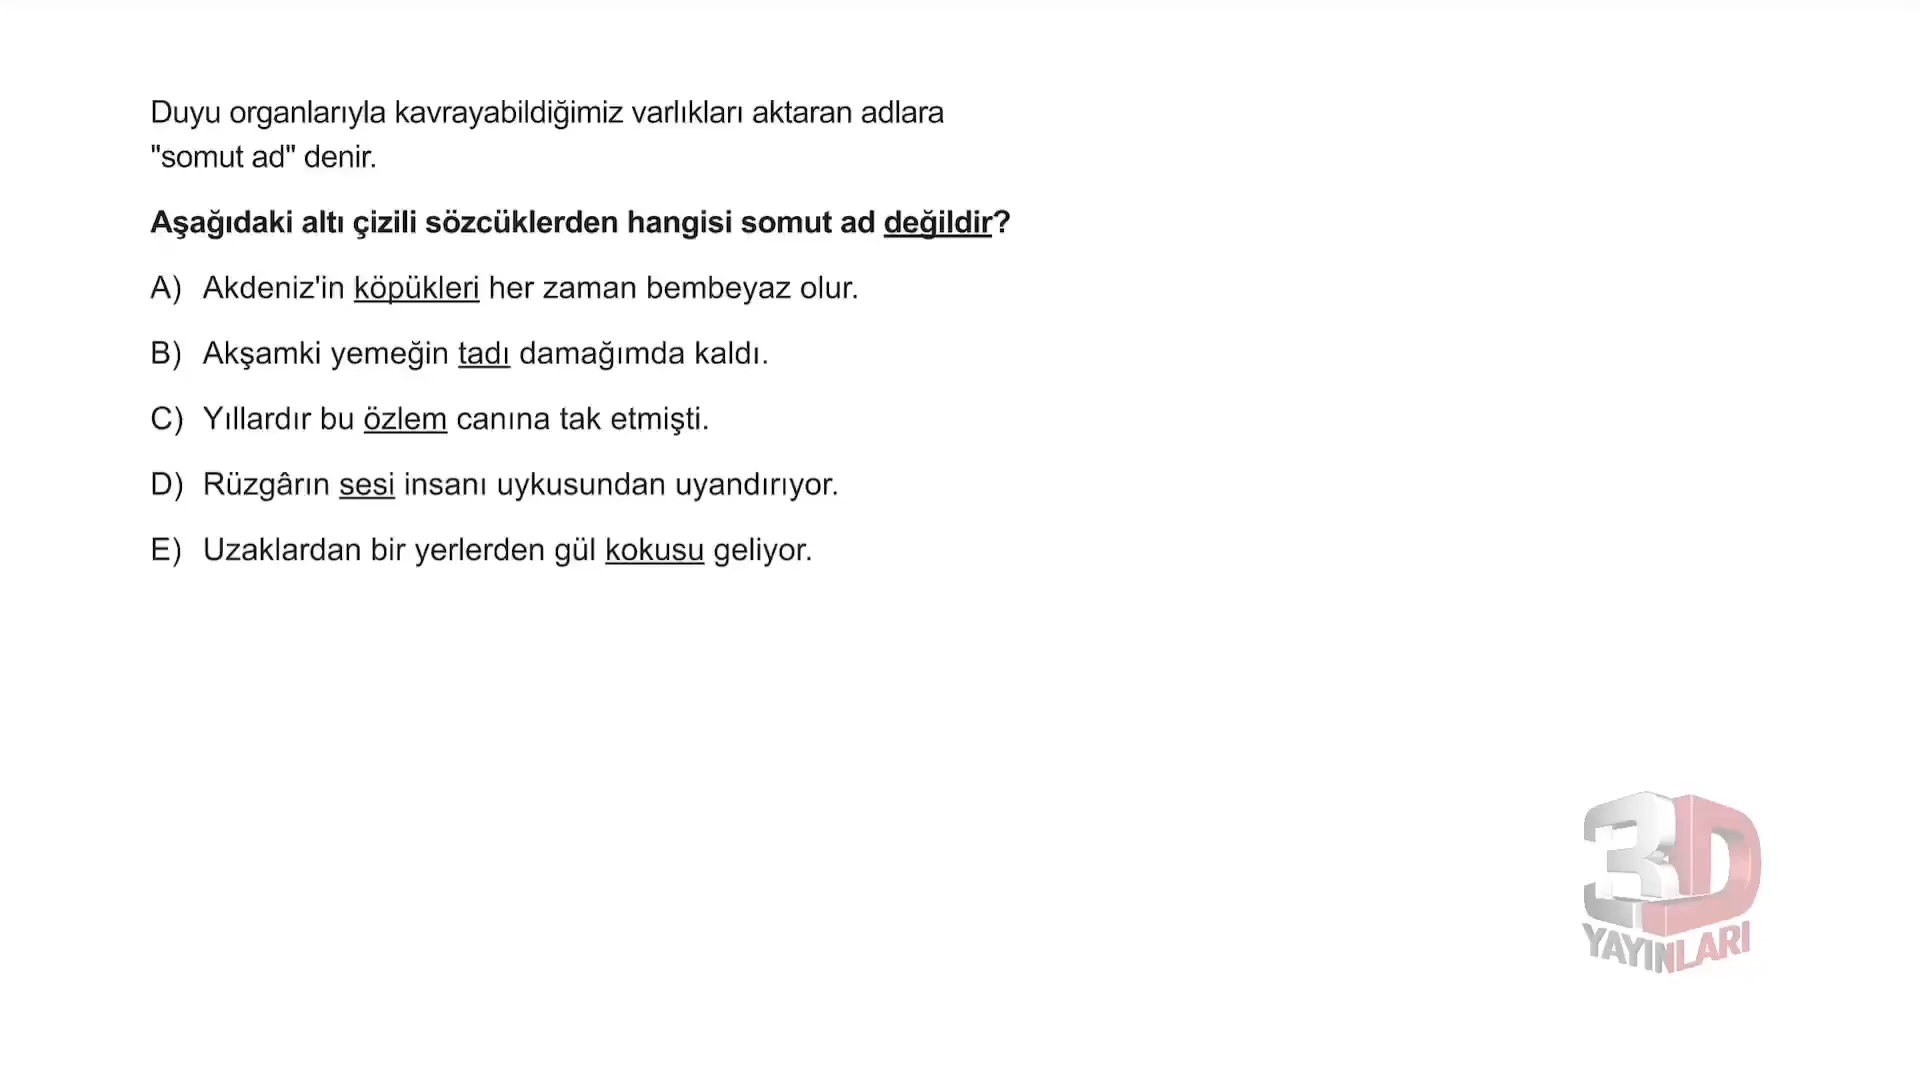 Duyu organlarıyla kavrayabildiğimiz varlıkları aktaran adlara
"somut ad" denir.
Aşağıdaki altı çizili sözcüklerden hangisi somut ad değildir?
A) Akdeniz'in köpükleri her zaman bembeyaz olur.
B) Akşamki yemeğin tadı damağımda kaldı.
C) Yıllardır bu özlem canına tak etmişti.
D) Rüzgârın sesi insanı uykusundan uyandırıyor.
E) Uzaklardan bir yerlerden gül kokusu geliyor.
3D
YAYINLARI